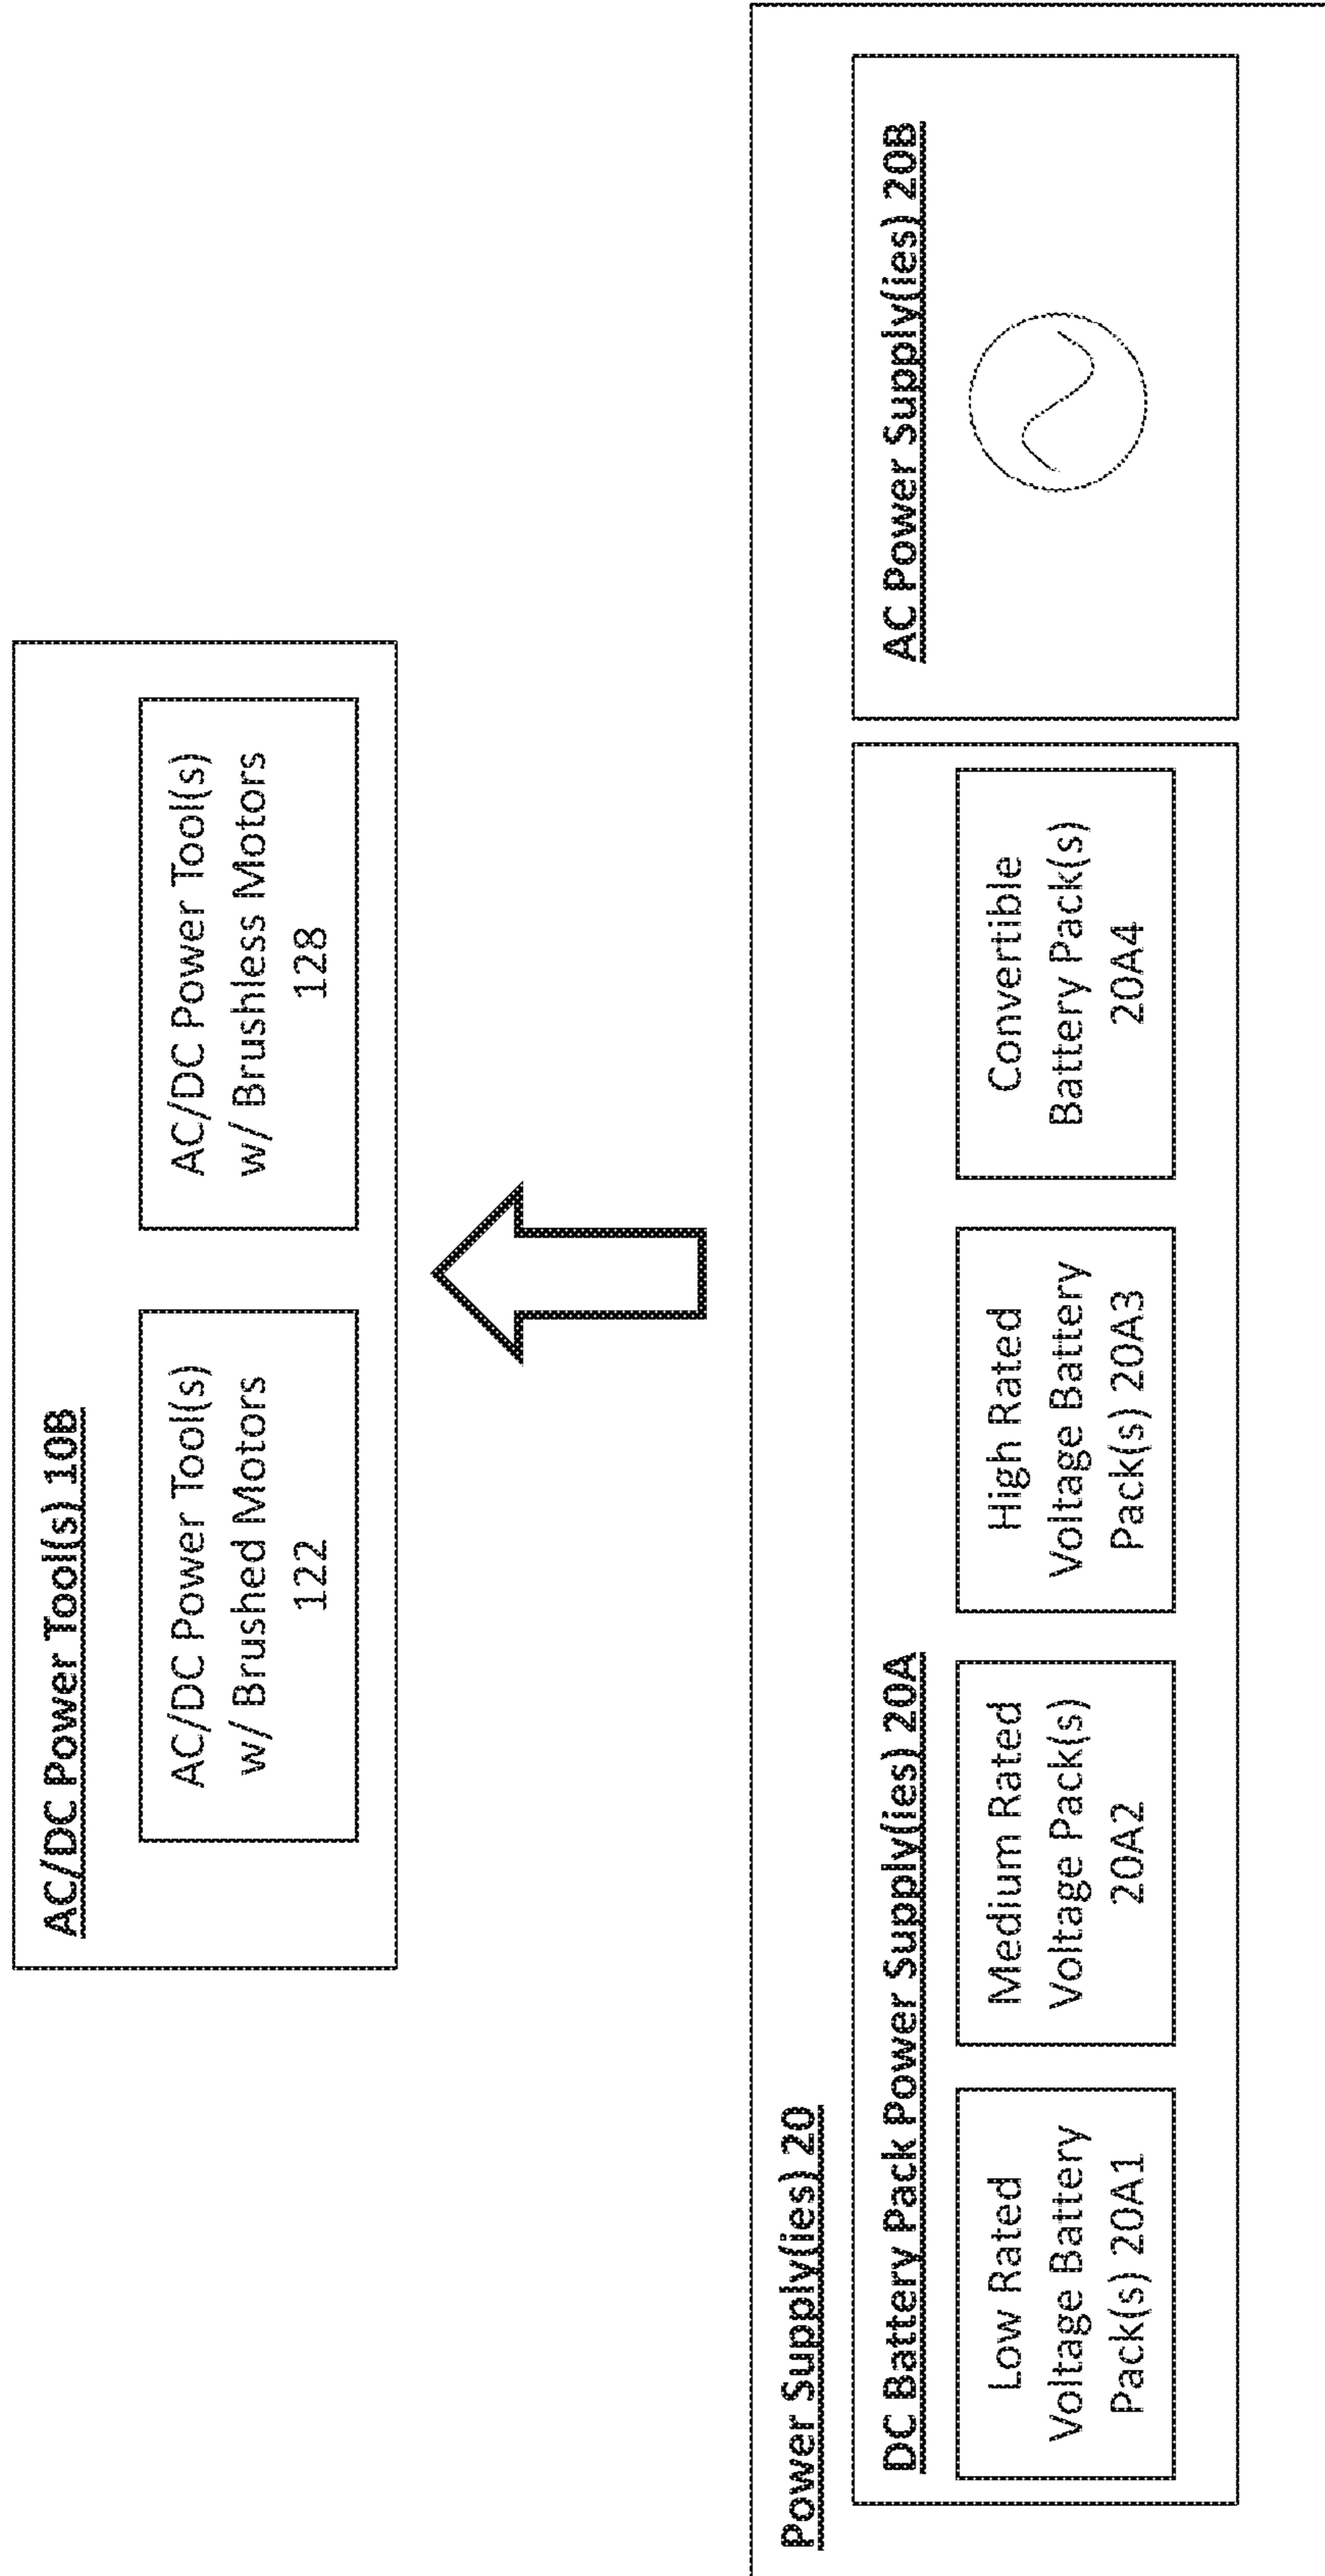 AC/DC Power Tool(s) 10B
AC/DC Power Tool(s)
w/ Brushed Motors
122
AC/DC Power Tool(s)
w/ Brushless Motors
128
Power Supply(ies) 20
DC Battery Pack Power Supply(ies) 20A
Low Rated
Voltage Battery
Pack(s) 20A1
Medium Rated
Voltage Pack(s)
20A2
High Rated
Voltage Battery
Pack(s) 20A3
Convertible
Battery Pack(s)
20A4
AC Power Supply(ies) 20B